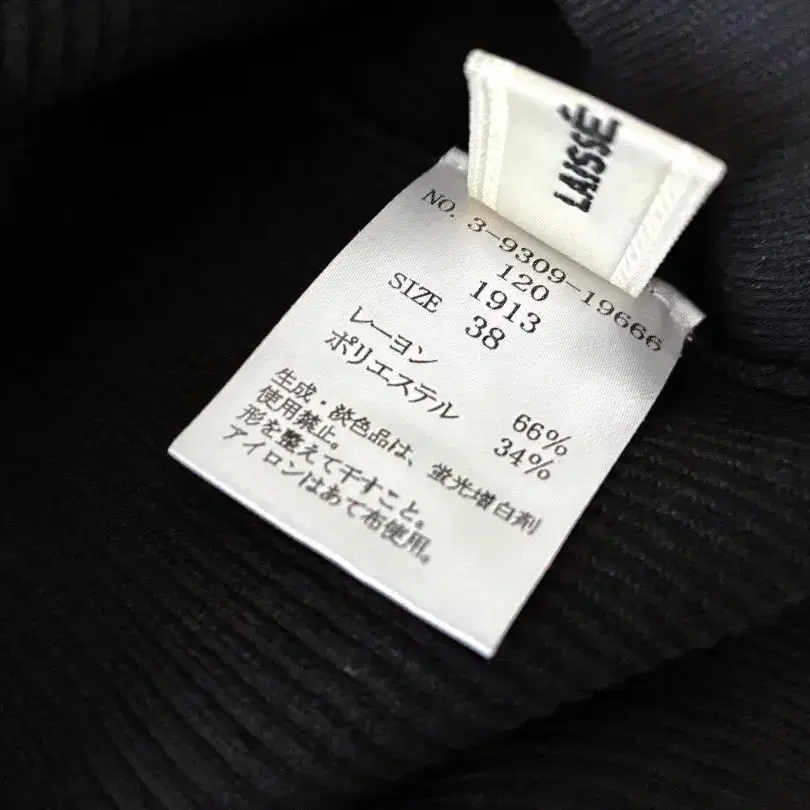 LAISSÉ
NO. 3-9309-19666
120
1913
SIZE 38
レーヨン 66%
ポリエステル 34%
生成・淡色品は、蛍光増白剤
使用禁止。
形を整えて干すこと。
アイロンはあて布使用。